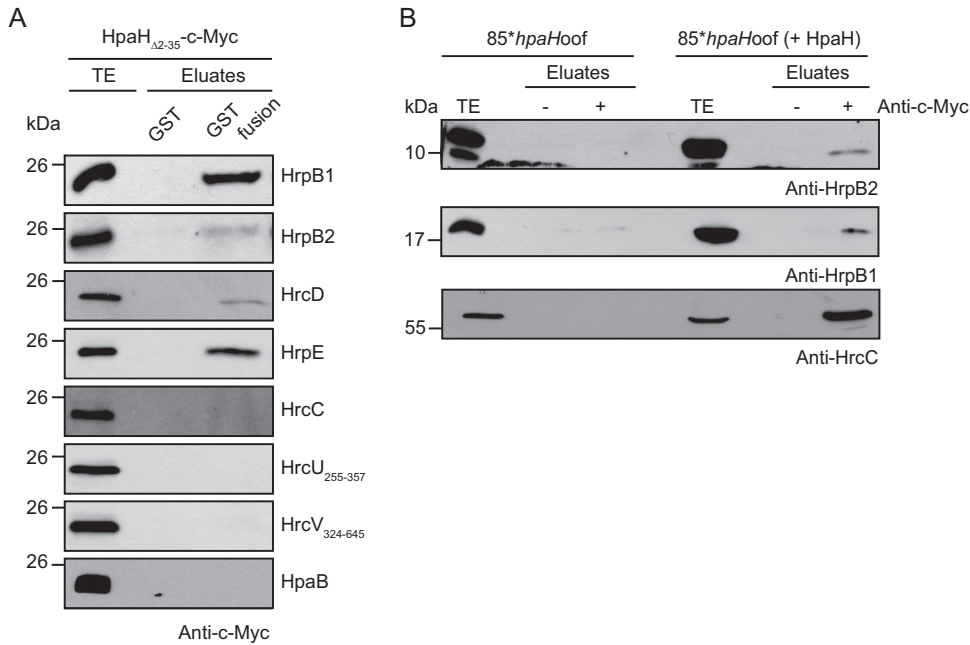 A
HpaHΔ2-35-c-Myc
TE
Eluates
kDa
GST
GST fusion
26
HrpB1
26
HrpB2
26
HrcD
26
HrpE
26
HrcC
26
HrcU255-357
26
HrcV324-645
26
HpaB
Anti-c-Myc
B
85*hpaHoof
85*hpaHoof (+ HpaH)
Eluates
Eluates
kDa TE - + TE - + Anti-c-Myc
10
Anti-HrpB2
17
Anti-HrpB1
55
Anti-HrcC